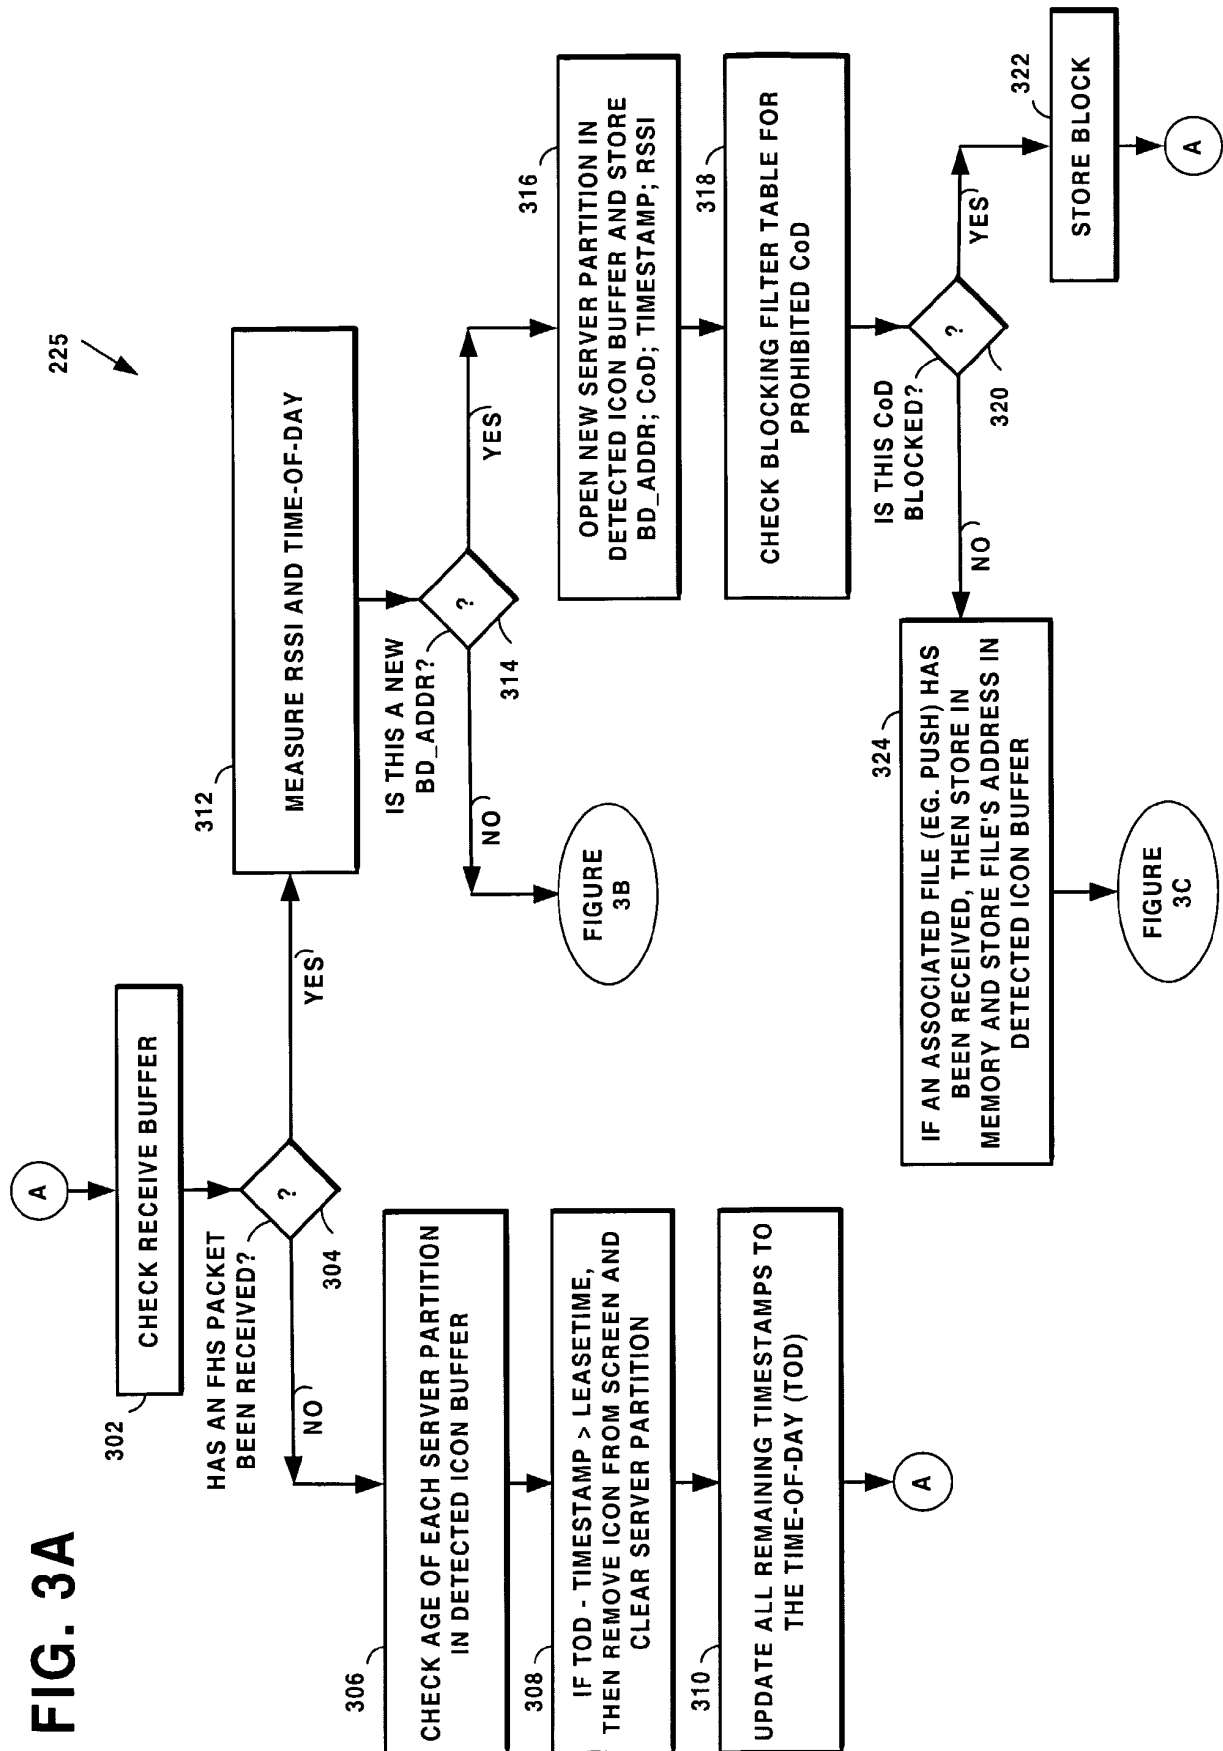 FIG. 3A
225
A
302
CHECK RECEIVE BUFFER
HAS AN FHS PACKET
BEEN RECEIVED?
?
304
NO
YES
306
CHECK AGE OF EACH SERVER PARTITION
IN DETECTED ICON BUFFER
308
IF TOD - TIMESTAMP > LEASETIME,
THEN REMOVE ICON FROM SCREEN AND
CLEAR SERVER PARTITION
310
UPDATE ALL REMAINING TIMESTAMPS TO
THE TIME-OF-DAY (TOD)
A
312
MEASURE RSSI AND TIME-OF-DAY
IS THIS A NEW
BD_ADDR?
?
314
NO
YES
FIGURE
3B
316
OPEN NEW SERVER PARTITION IN
DETECTED ICON BUFFER AND STORE
BD_ADDR; CoD; TIMESTAMP; RSSI
318
CHECK BLOCKING FILTER TABLE FOR
PROHIBITED CoD
IS THIS CoD
BLOCKED?
?
320
NO
YES
322
STORE BLOCK
A
324
IF AN ASSOCIATED FILE (EG. PUSH) HAS
BEEN RECEIVED, THEN STORE IN
MEMORY AND STORE FILE'S ADDRESS IN
DETECTED ICON BUFFER
FIGURE
3C